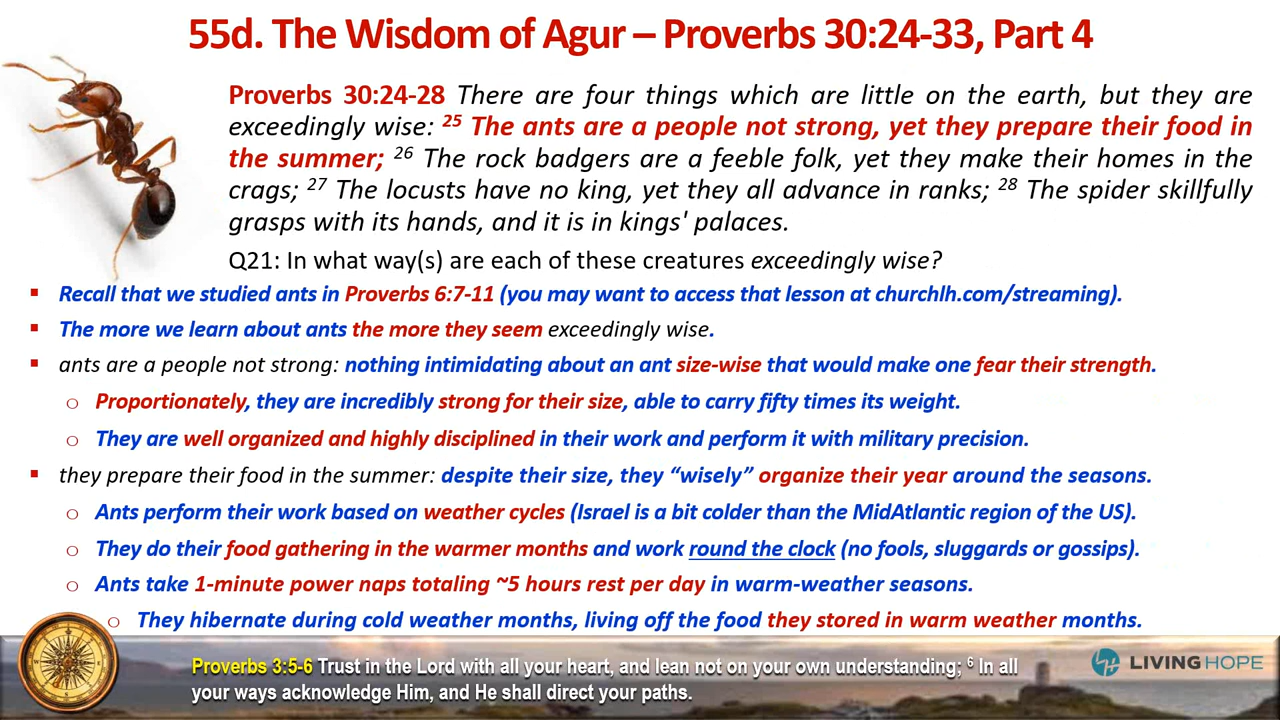 55d. The Wisdom of Agur – Proverbs 30:24-33, Part 4
Proverbs 30:24-28 There are four things which are little on the earth, but they are
exceedingly wise: 25 The ants are a people not strong, yet they prepare their food in
the summer; 26 The rock badgers are a feeble folk, yet they make their homes in the
crags; 27 The locusts have no king, yet they all advance in ranks; 28 The spider skillfully
grasps with its hands, and it is in kings' palaces.
Q21: In what way(s) are each of these creatures exceedingly wise?
▪ Recall that we studied ants in Proverbs 6:7-11 (you may want to access that lesson at churchlh.com/streaming).
▪ The more we learn about ants the more they seem exceedingly wise.
▪ ants are a people not strong: nothing intimidating about an ant size-wise that would make one fear their strength.
o Proportionately, they are incredibly strong for their size, able to carry fifty times its weight.
o They are well organized and highly disciplined in their work and perform it with military precision.
▪ they prepare their food in the summer: despite their size, they “wisely” organize their year around the seasons.
o Ants perform their work based on weather cycles (Israel is a bit colder than the MidAtlantic region of the US).
o They do their food gathering in the warmer months and work round the clock (no fools, sluggards or gossips).
o Ants take 1-minute power naps totaling ~5 hours rest per day in warm-weather seasons.
o They hibernate during cold weather months, living off the food they stored in warm weather months.
Proverbs 3:5-6 Trust in the Lord with all your heart, and lean not on your own understanding; 6 In all
your ways acknowledge Him, and He shall direct your paths.
LIVING HOPE